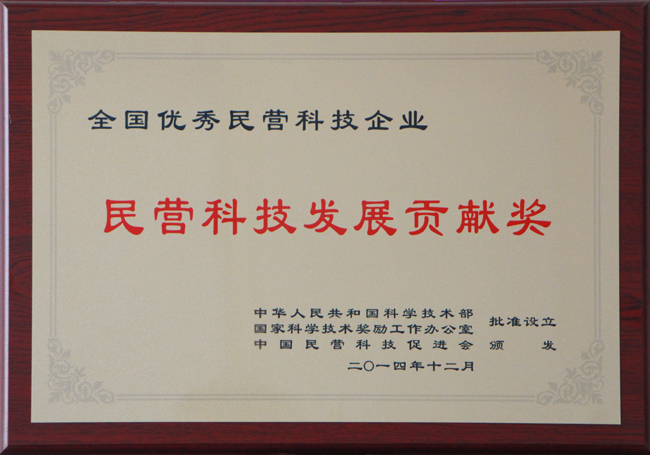 全国优秀民营科技企业
民营科技发展贡献奖
中华人民共和国科学技术部
国家科学技术奖励工作办公室 批准设立
中国民营科技促进会 颁发
二〇一四年十二月